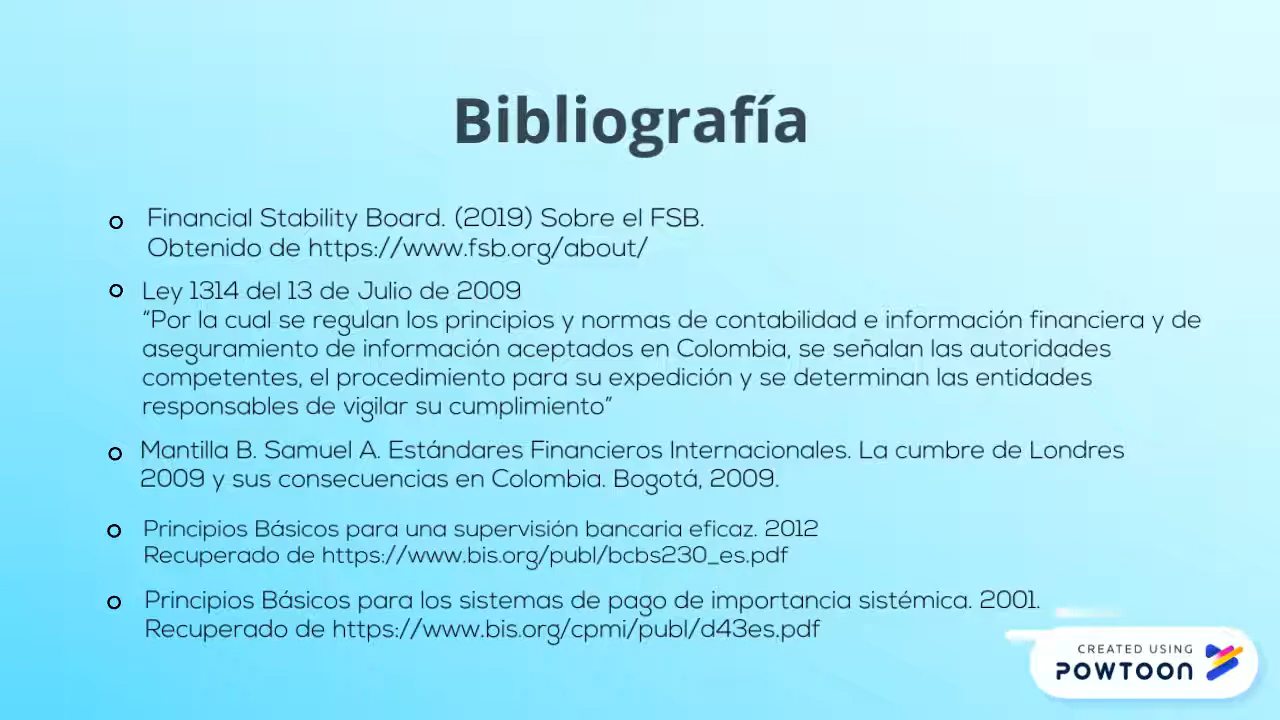 Bibliografía
Financial Stability Board. (2019) Sobre el FSB.
Obtenido de https://www.fsb.org/about/
Ley 1314 del 13 de Julio de 2009
“Por la cual se regulan los principios y normas de contabilidad e información financiera y de
aseguramiento de información aceptados en Colombia, se señalan las autoridades
competentes, el procedimiento para su expedición y se determinan las entidades
responsables de vigilar su cumplimiento”
Mantilla B. Samuel A. Estándares Financieros Internacionales. La cumbre de Londres
2009 y sus consecuencias en Colombia. Bogotá, 2009.
Principios Básicos para una supervisión bancaria eficaz. 2012
Recuperado de https://www.bis.org/publ/bcbs230_es.pdf
Principios Básicos para los sistemas de pago de importancia sistémica. 2001.
Recuperado de https://www.bis.org/cpmi/publ/d43es.pdf
CREATED USING
POWTOON